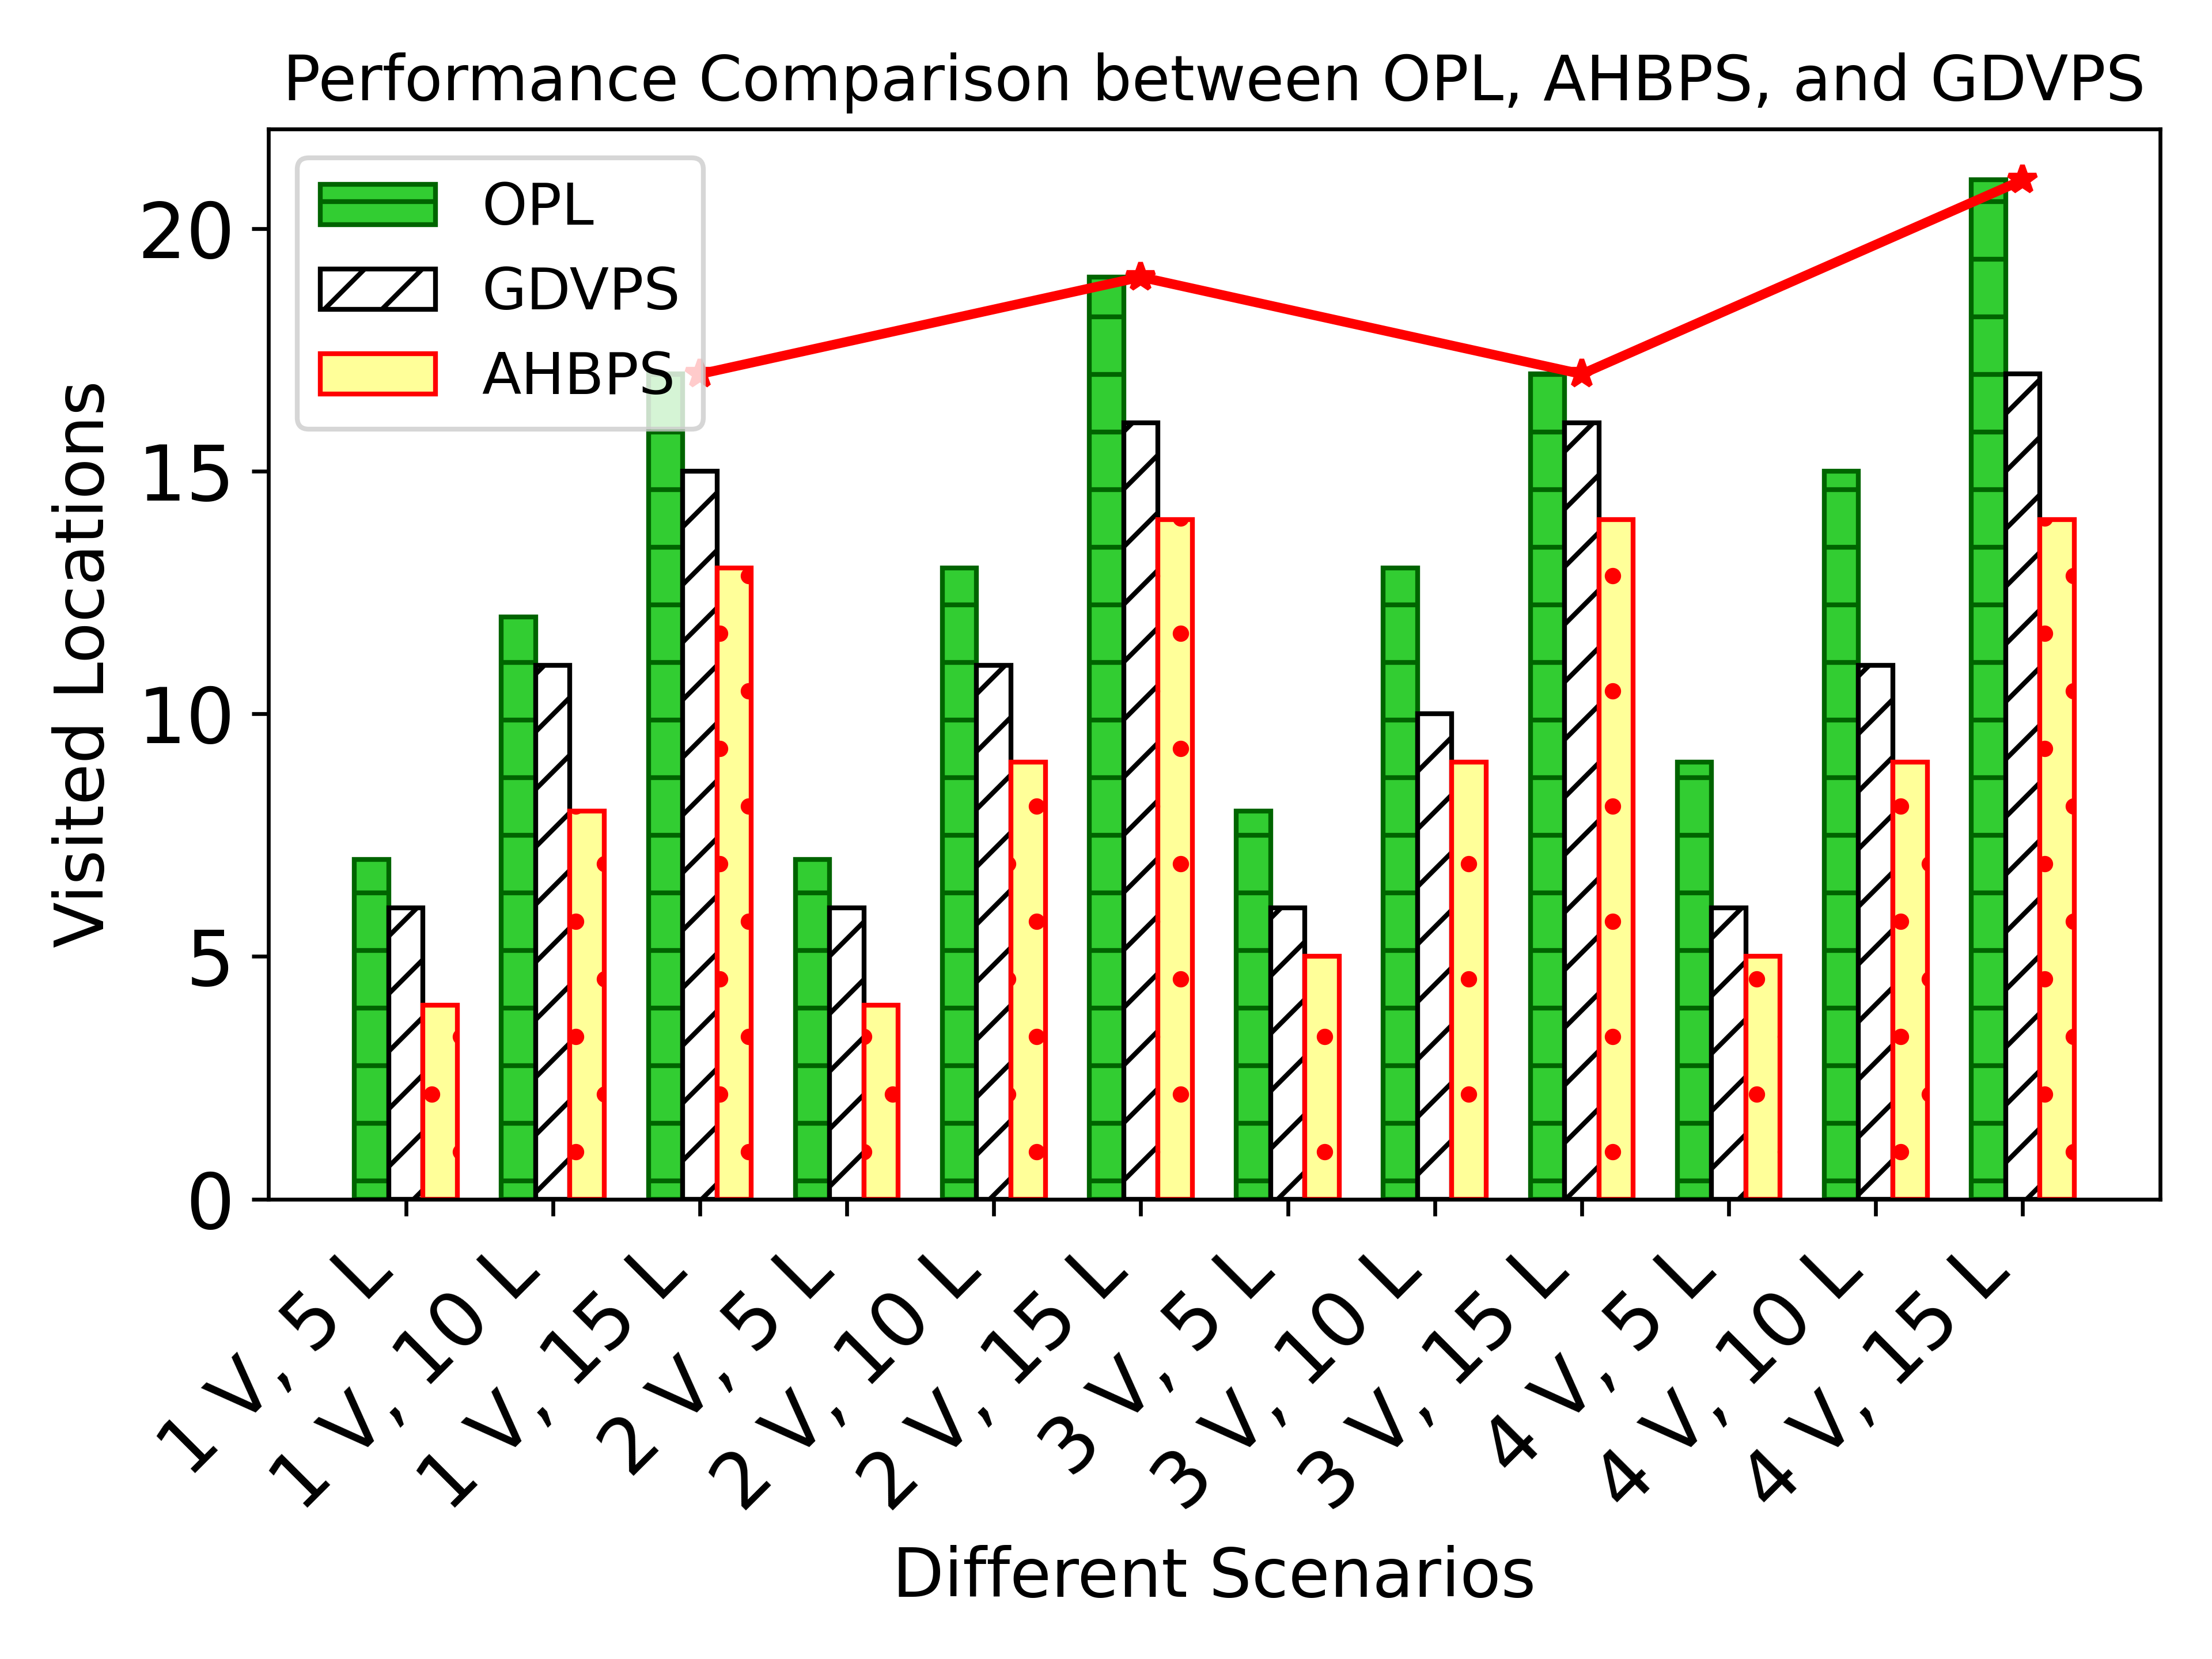 Performance Comparison between OPL, AHBPS, and GDVPS
OPL
GDVPS
AHBPS
Visited Locations
20
15
10
5
0
1 V, 5 L
1 V, 10 L
1 V, 15 L
2 V, 5 L
2 V, 10 L
2 V, 15 L
3 V, 5 L
3 V, 10 L
3 V, 15 L
4 V, 5 L
4 V, 10 L
4 V, 15 L
Different Scenarios